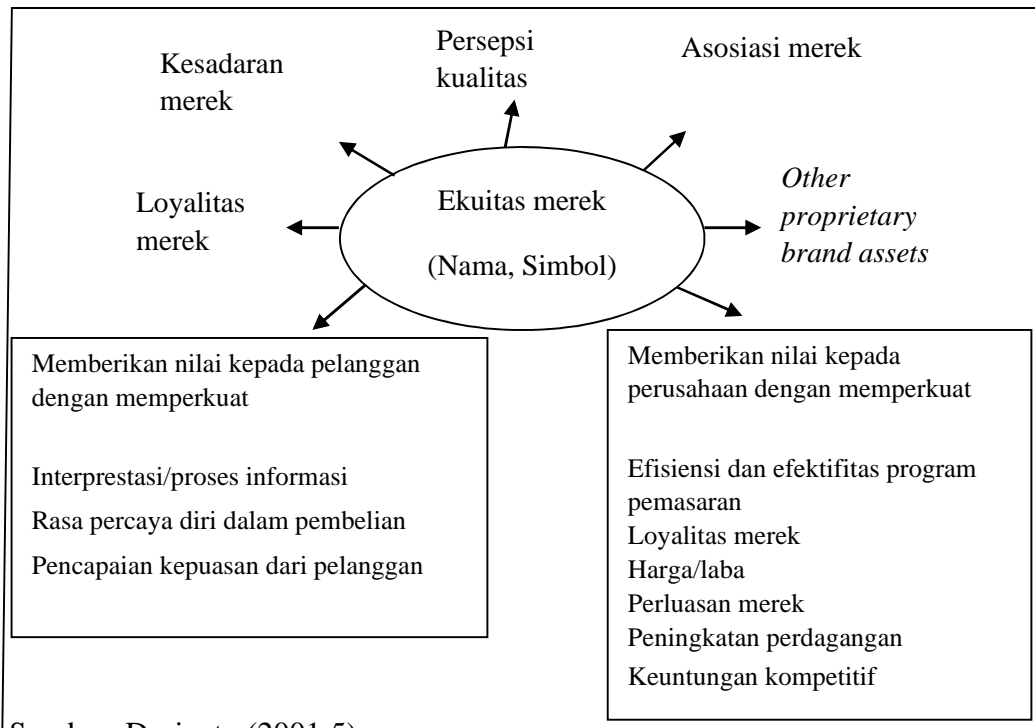 Kesadaran
merek
Persepsi
kualitas
Asosiasi merek
Loyalitas
merek
Ekuitas merek
(Nama, Simbol)
Other
proprietary
brand assets
Memberikan nilai kepada pelanggan
dengan memperkuat
Interprestasi/proses informasi
Rasa percaya diri dalam pembelian
Pencapaian kepuasan dari pelanggan
Memberikan nilai kepada
perusahaan dengan memperkuat
Efisiensi dan efektifitas program
pemasaran
Loyalitas merek
Harga/laba
Perluasan merek
Peningkatan perdagangan
Keuntungan kompetitif